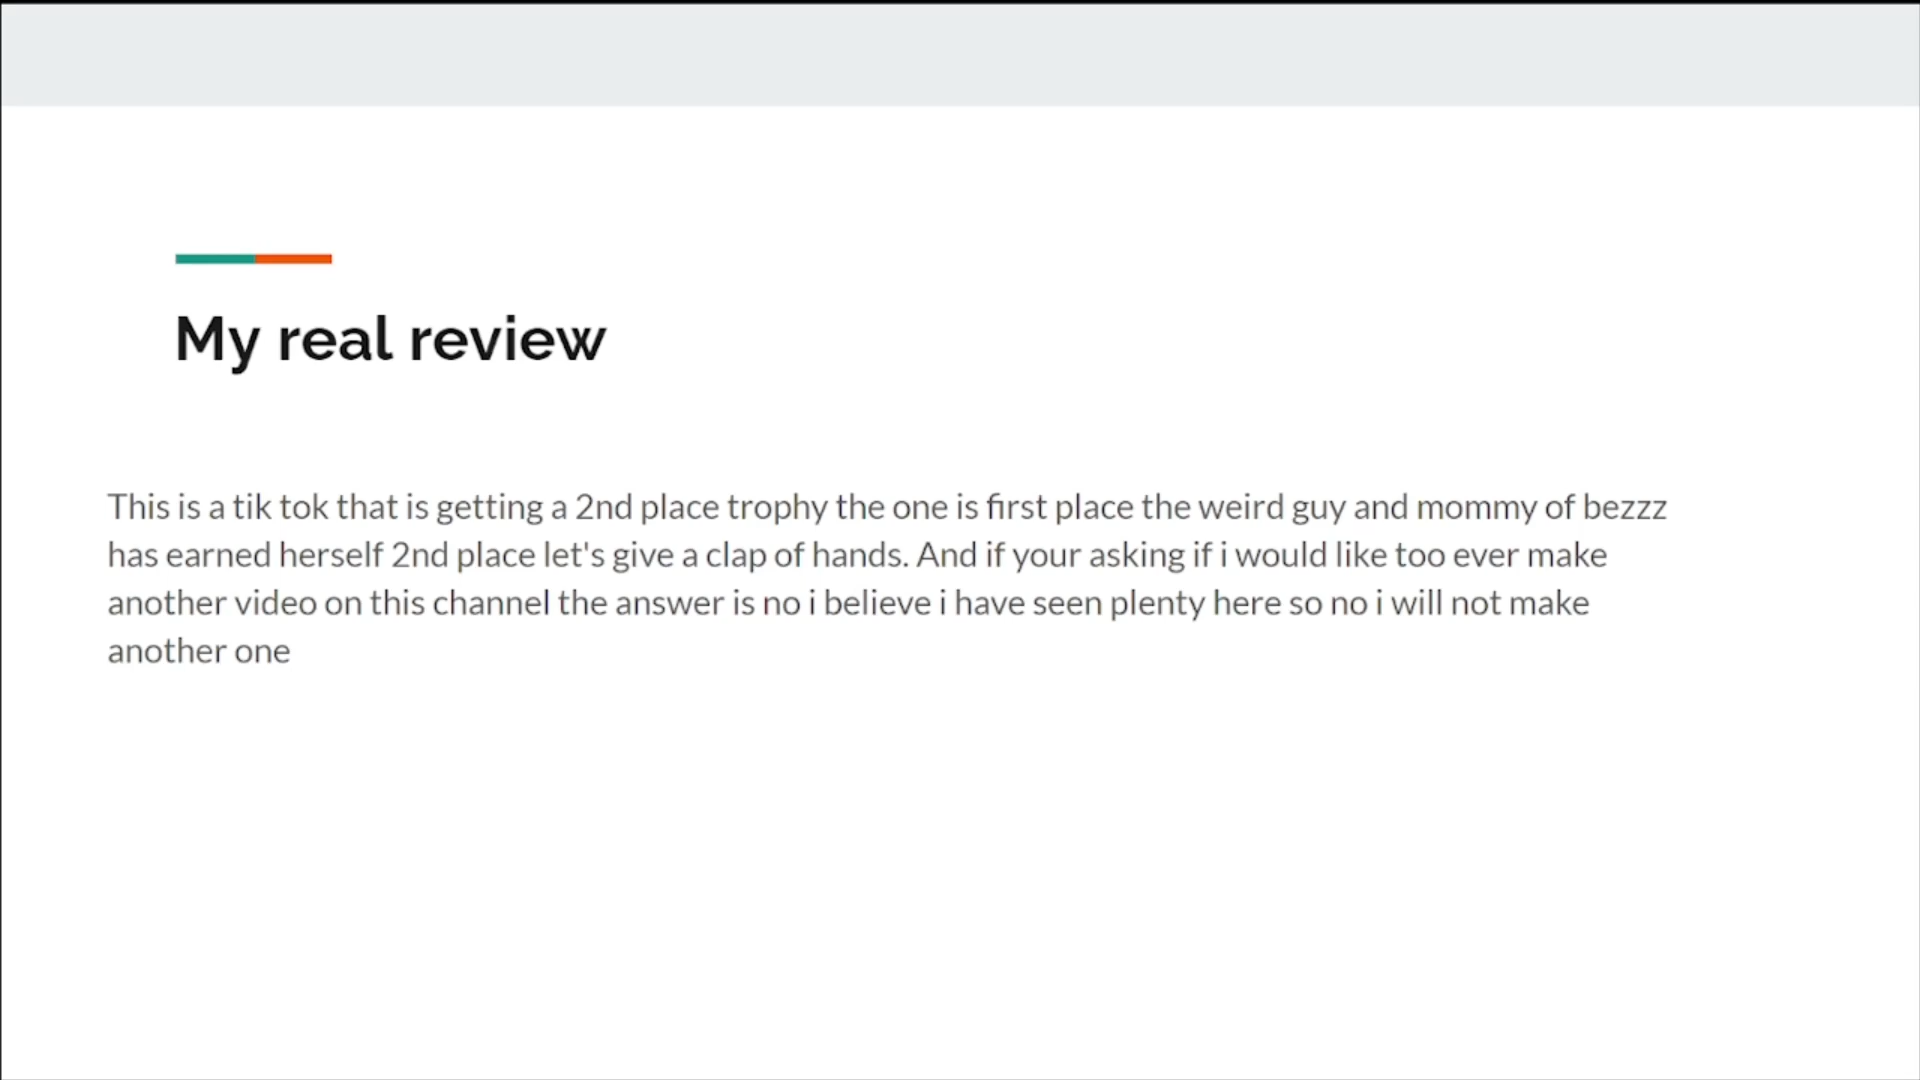 My real review
This is a tik tok that is getting a 2nd place trophy the one is first place the weird guy and mommy of bezzz
has earned herself 2nd place let's give a clap of hands. And if your asking if i would like too ever make
another video on this channel the answer is no i believe i have seen plenty here so no i will not make
another one